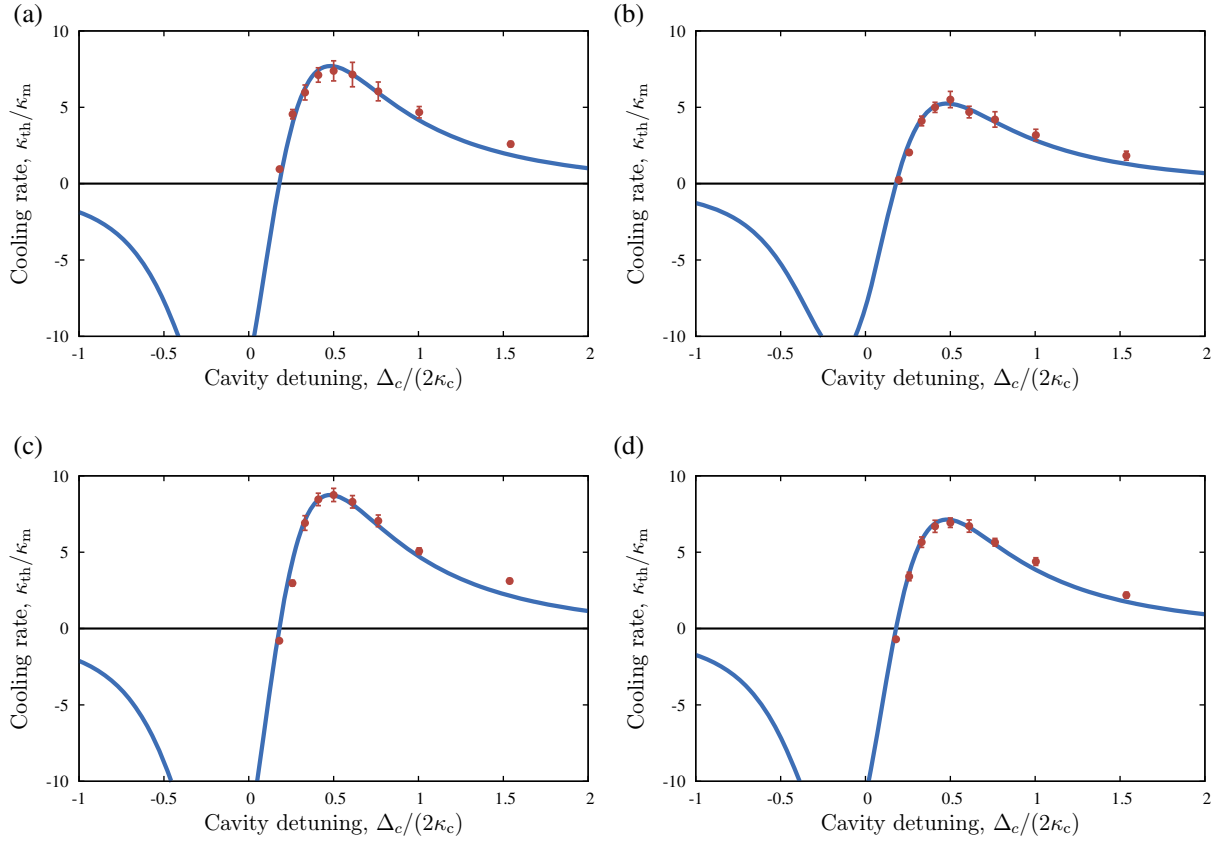 (a)
10
5
0
-5
-10
-1 -0.5 0 0.5 1 1.5 2
Cooling rate, κth/κm
Cavity detuning, Δc/(2κc)
(b)
10
5
0
-5
-10
-1 -0.5 0 0.5 1 1.5 2
Cooling rate, κth/κm
Cavity detuning, Δc/(2κc)
(c)
10
5
0
-5
-10
-1 -0.5 0 0.5 1 1.5 2
Cooling rate, κth/κm
Cavity detuning, Δc/(2κc)
(d)
10
5
0
-5
-10
-1 -0.5 0 0.5 1 1.5 2
Cooling rate, κth/κm
Cavity detuning, Δc/(2κc)